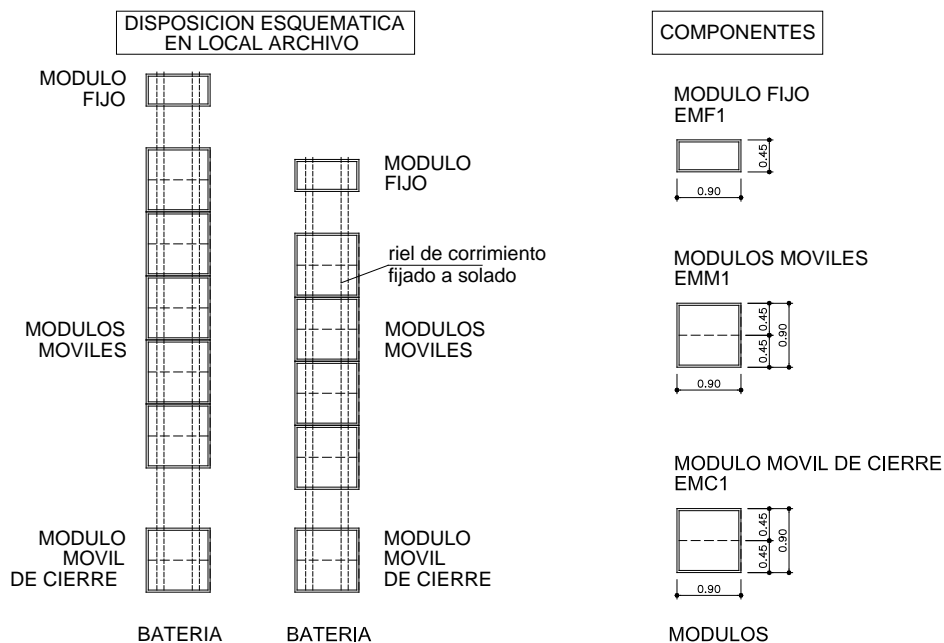 DISPOSICION ESQUEMATICA
EN LOCAL ARCHIVO
MODULO
FIJO
MODULO
FIJO
riel de corrimiento
fijado a solado
MODULOS
MOVILES
MODULOS
MOVILES
MODULO
MOVIL
DE CIERRE
MODULO
MOVIL
DE CIERRE
BATERIA
BATERIA
COMPONENTES
MODULO FIJO
EMF1
0.45
0.90
MODULOS MOVILES
EMM1
0.45
0.45
0.90
0.90
MODULO MOVIL DE CIERRE
EMC1
0.45
0.45
0.90
0.90
MODULOS